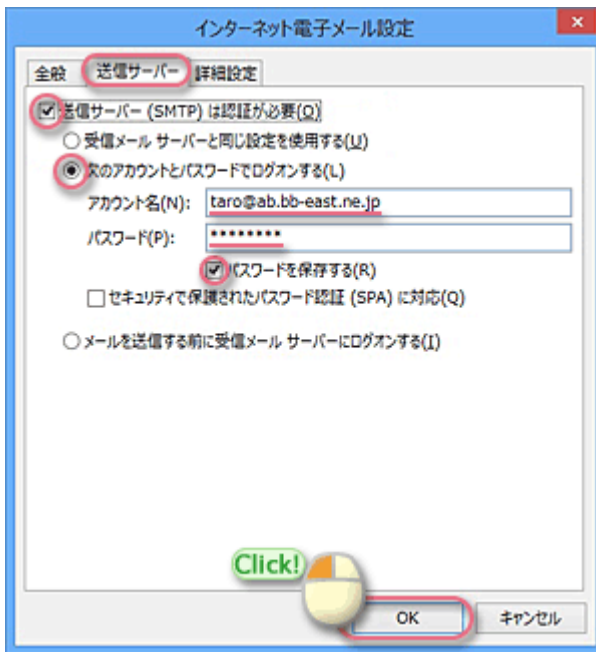 インターネット電子メール設定
全般 送信サーバー 詳細設定
送信サーバー (SMTP) は認証が必要(O)
受信メール サーバーと同じ設定を使用する(U)
次のアカウントとパスワードでログオンする(L)
アカウント名(N): taro@ab.bb-east.ne.jp
パスワード(P): ********
パスワードを保存する(R)
セキュリティで保護されたパスワード認証 (SPA) に対応(Q)
メールを送信する前に受信メール サーバーにログオンする(I)
Click!
OK キャンセル